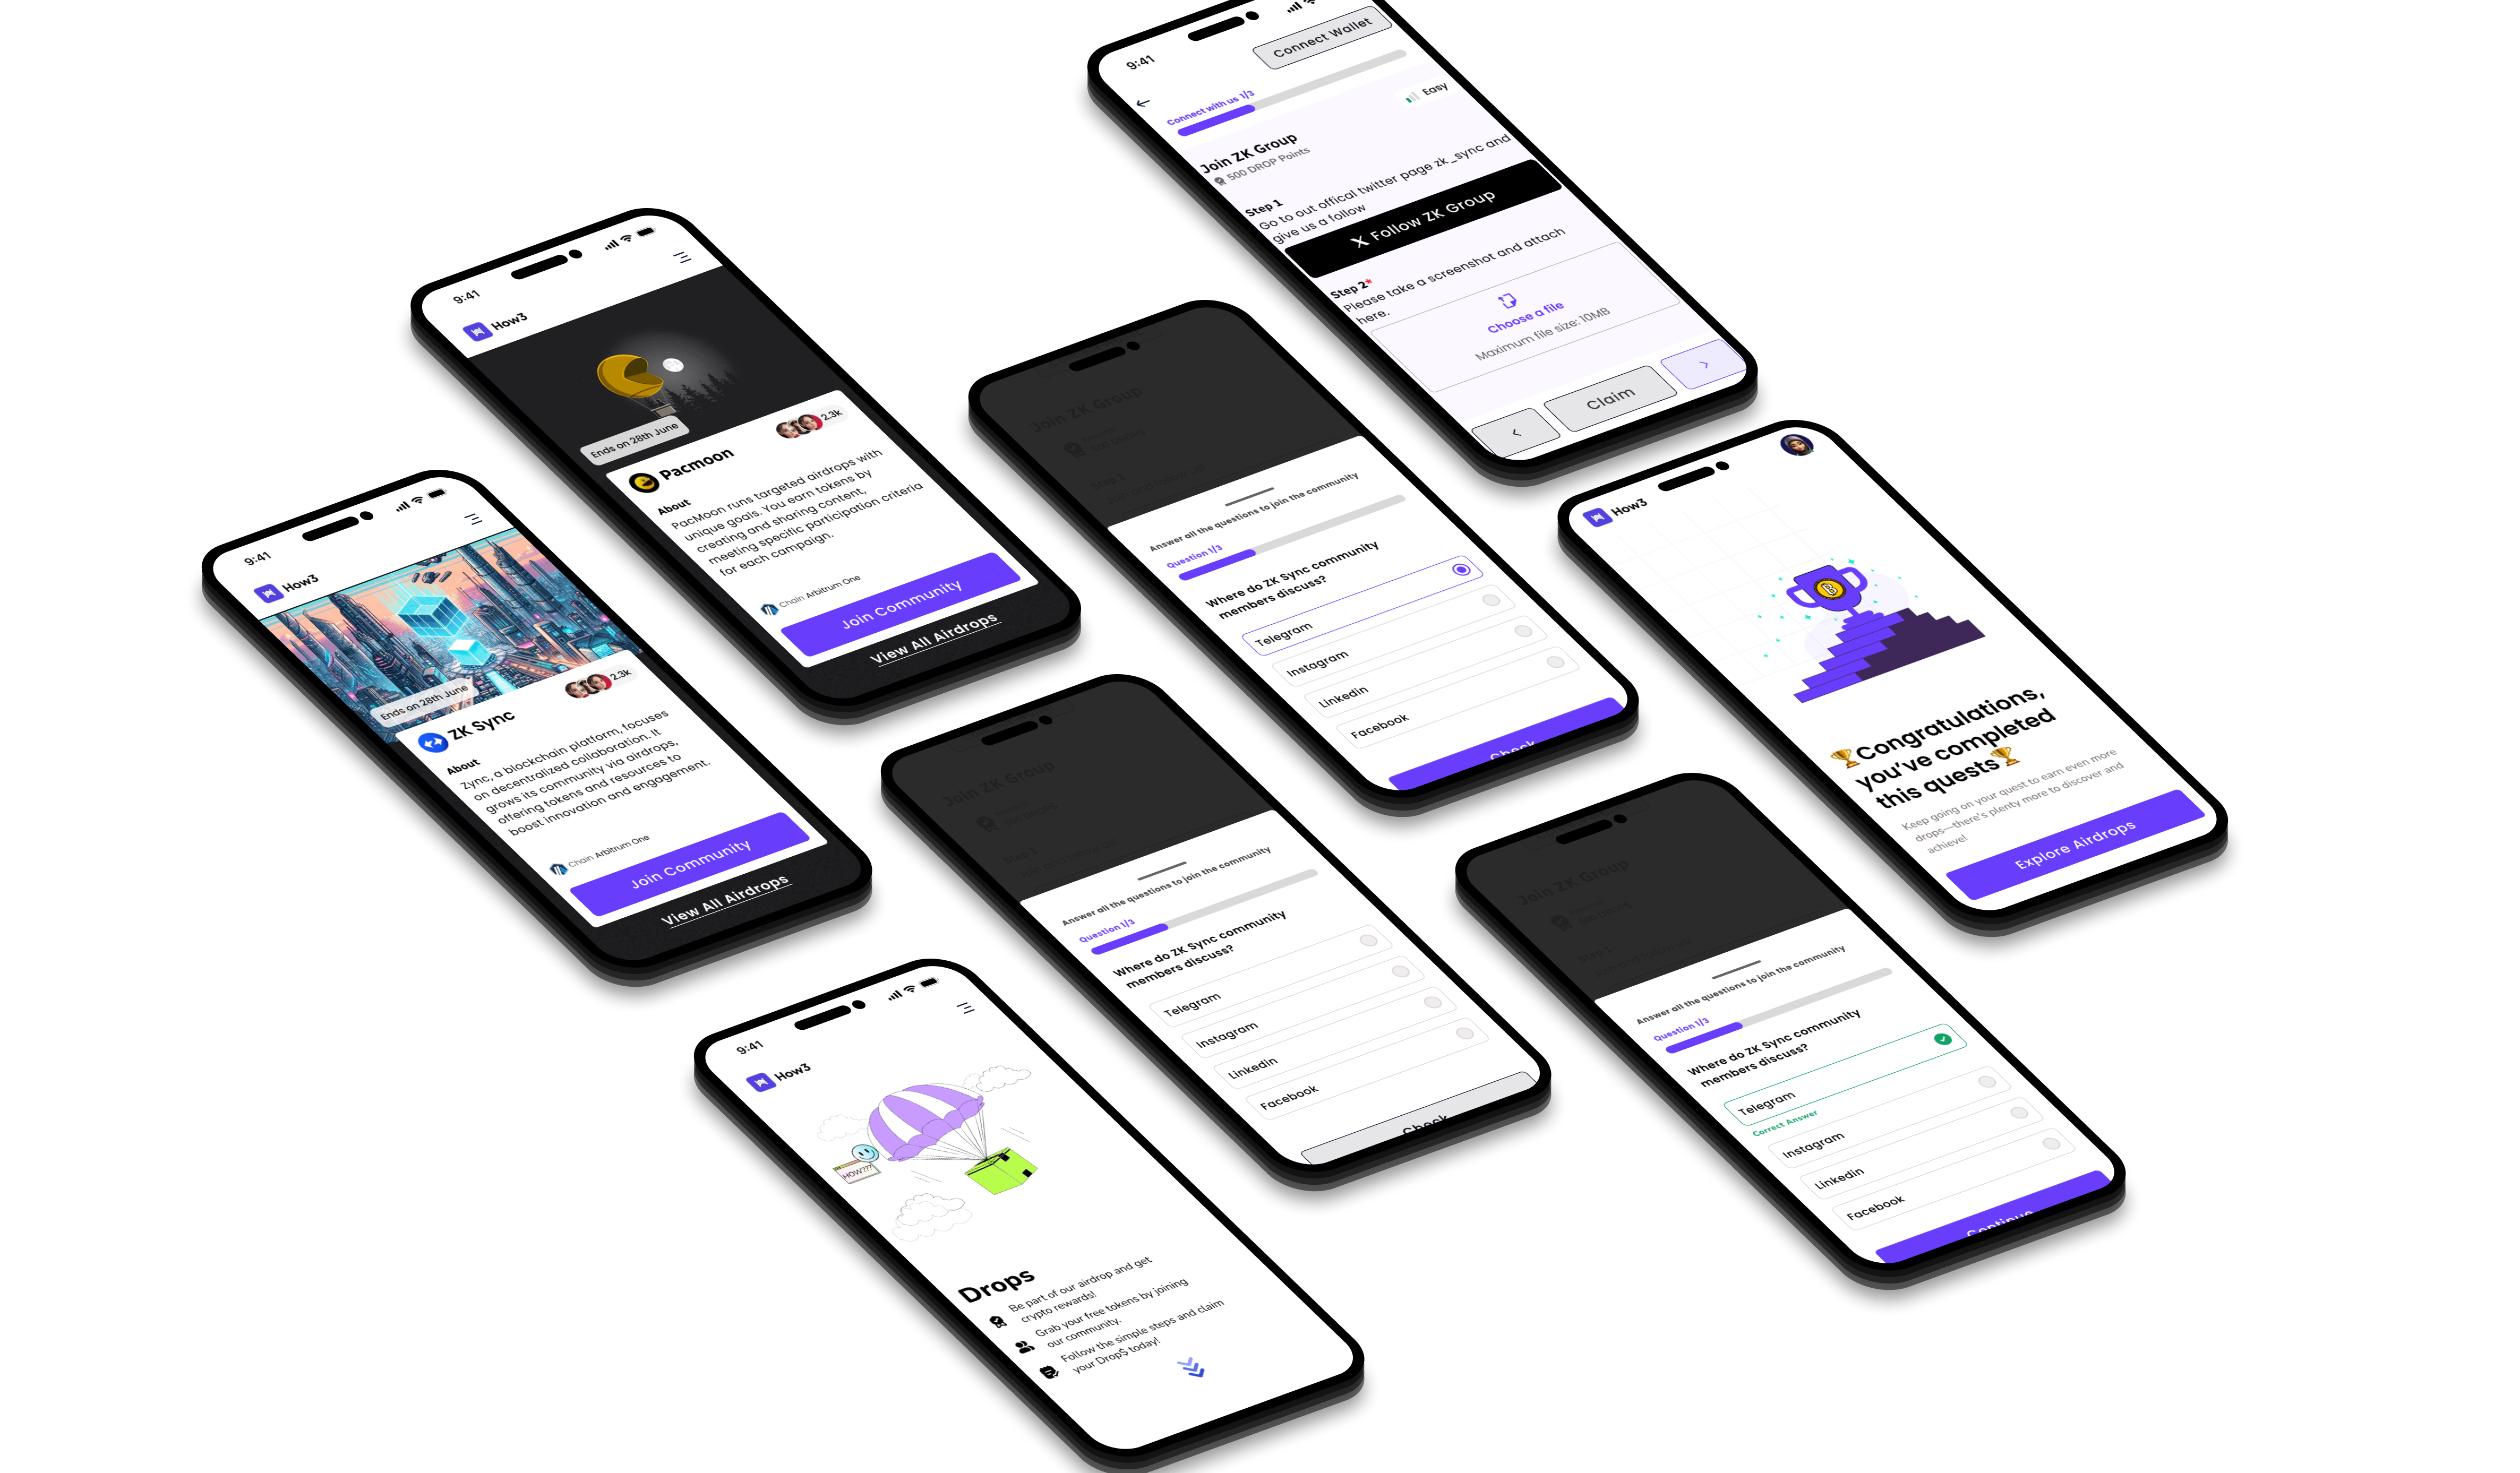 9:41
How3
Ends on 28th June
ZK Sync
2.3k
About
Zync, a blockchain platform, focuses
on decentralized collaboration. It
grows its community via airdrops,
offering tokens and resources to
boost innovation and engagement.
Chain Arbitrum One
Join Community
View All Airdrops
9:41
How3
Ends on 28th June
Pacmoon
2.3k
About
PacMoon runs targeted airdrops with
unique goals. You earn tokens by
creating and sharing content,
meeting specific participation criteria
for each campaign.
Chain Arbitrum One
Join Community
View All Airdrops
9:41
How3
HOW???
Drops
Be part of our airdrop and get
crypto rewards!
Grab your free tokens by joining
our community.
Follow the simple steps and claim
your Drop$ today!
Join ZK Group
500 DROPS
Step 1
Answer all the questions to join the community
Question 1/3
Where do ZK Sync community
members discuss?
Telegram
Instagram
Linkedin
Facebook
Check
Join ZK Group
500 DROPS
Step 1
Answer all the questions to join the community
Question 1/3
Where do ZK Sync community
members discuss?
Telegram
Instagram
Linkedin
Facebook
Check
9:41
Connect Wallet
Connect with us 1/3
Easy
Join ZK Group
500 DROP Points
Step 1
Go to out offical twitter page zk_sync and
give us a follow
X Follow ZK Group
Step 2*
Please take a screenshot and attach
here.
Choose a file
Maximum file size: 10MB
Claim
Join ZK Group
500 DROPS
Step 1
Answer all the questions to join the community
Question 1/3
Where do ZK Sync community
members discuss?
Telegram
Correct Answer
Instagram
Linkedin
Facebook
Continue
How3
🏆Congratulations,
you've completed
this quests🏆
Keep going on your quest to earn even more
drops—there's plenty more to discover and
achieve!
Explore Airdrops